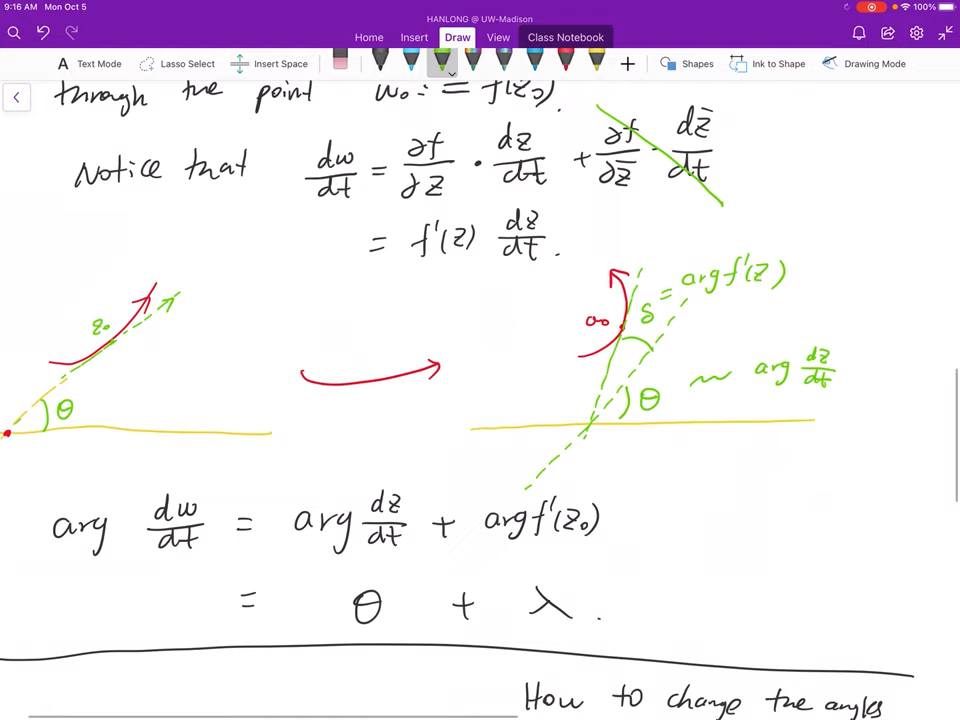 9:16 AM Mon Oct 5
100%
HANLONG @ UW-Madison
Home Insert Draw View Class Notebook
Text Mode Lasso Select Insert Space Shapes Ink to Shape Drawing Mode
through the point w₀ := f(z₀).
Notice that dw/dt = ∂f/∂z · dz/dt + ∂f/∂z̄ · dz̄/dt
= f'(z) dz/dt.
z₀
θ
ω₀
δ = arg f'(z)
θ ~ arg dz/dt
arg dw/dt = arg dz/dt + arg f'(z₀)
= θ + λ.
How to change the angles